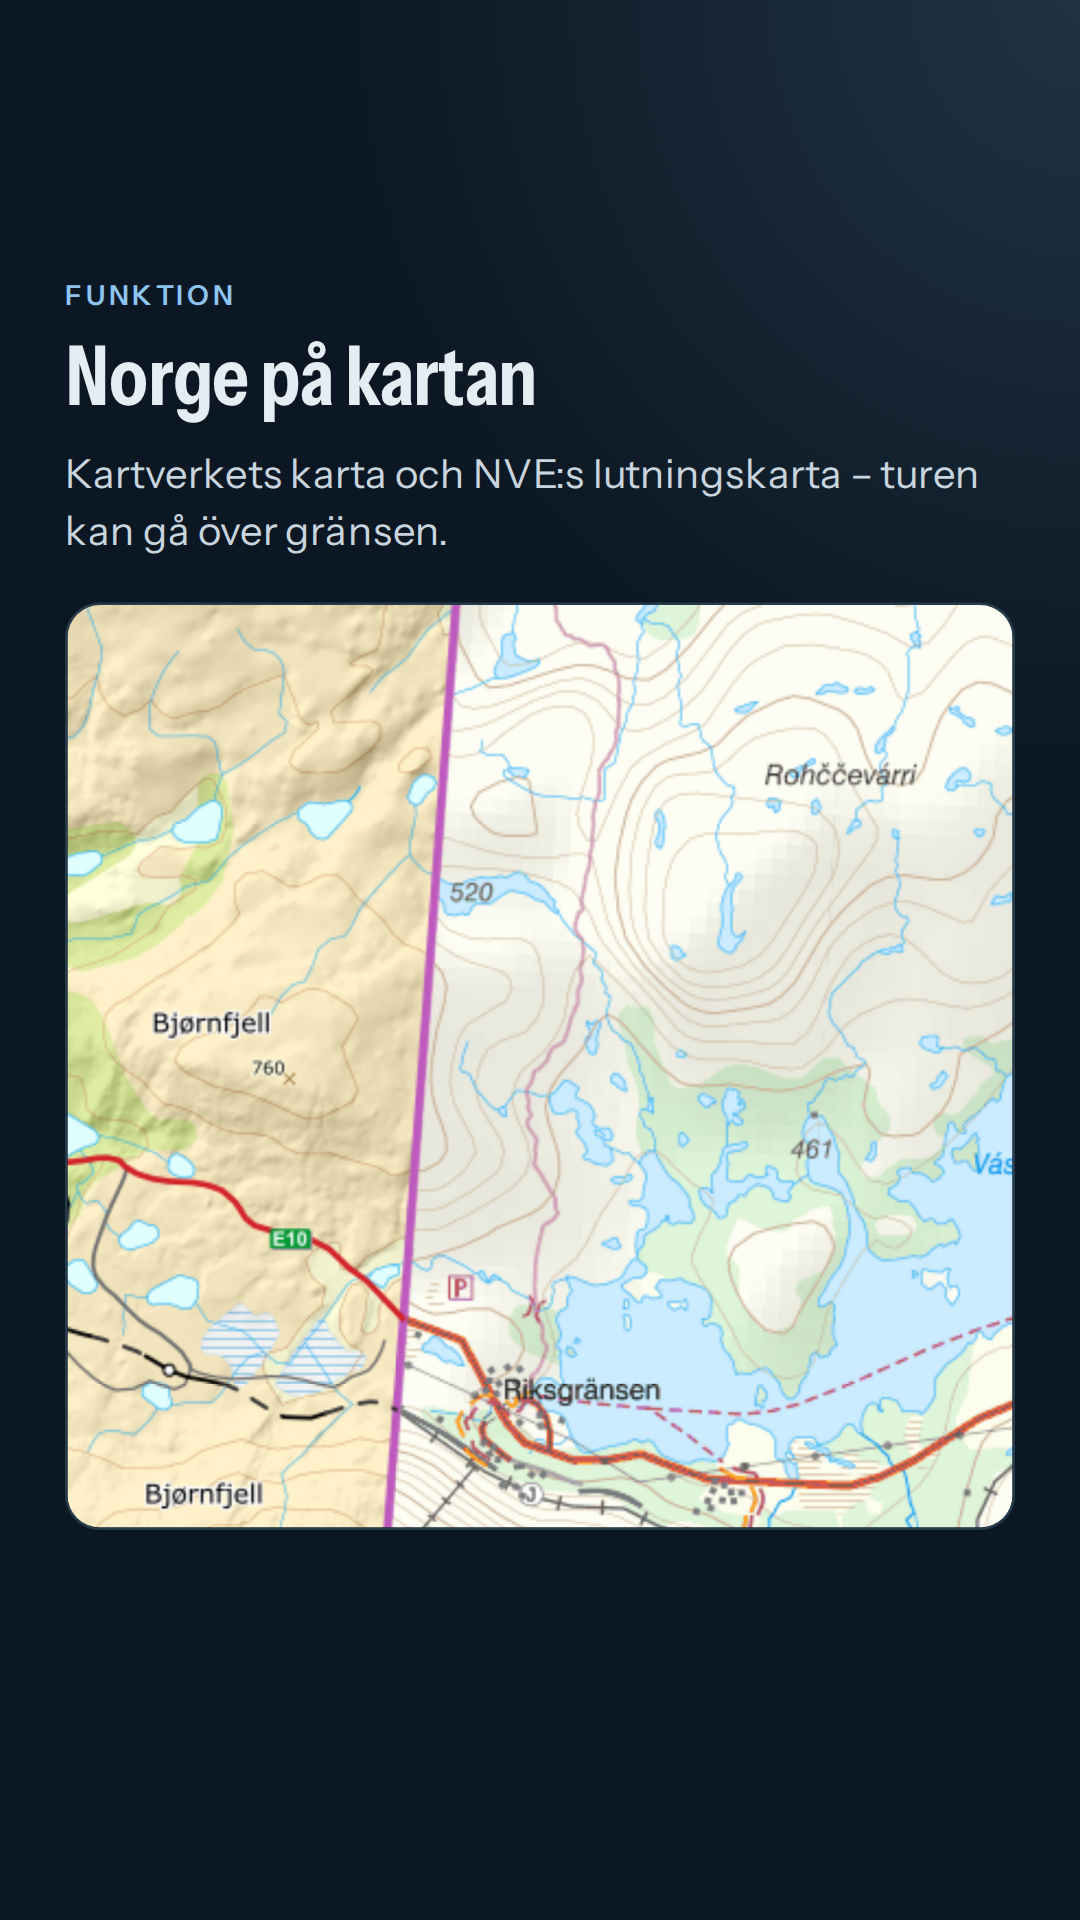 FUNKTION
Norge på kartan
Kartverkets karta och NVE:s lutningskarta – turen
kan gå över gränsen.
Rohččevárri
520
Bjørnfjell
760
461
Vás
E10
P
Riksgränsen
Bjørnfjell
J